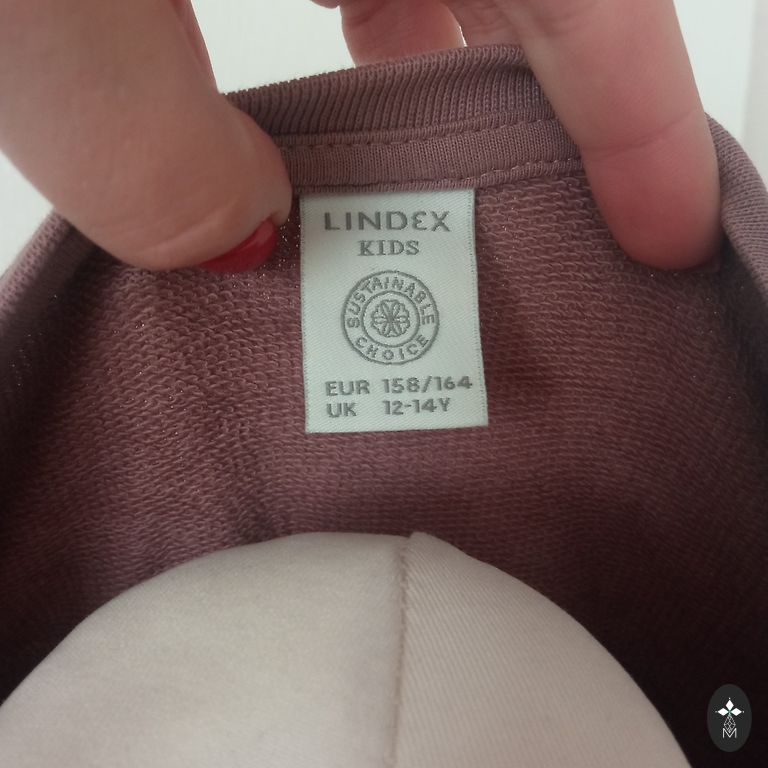 LINDEX
KIDS
SUSTAINABLE
CHOICE
EUR 158/164
UK 12-14Y
M